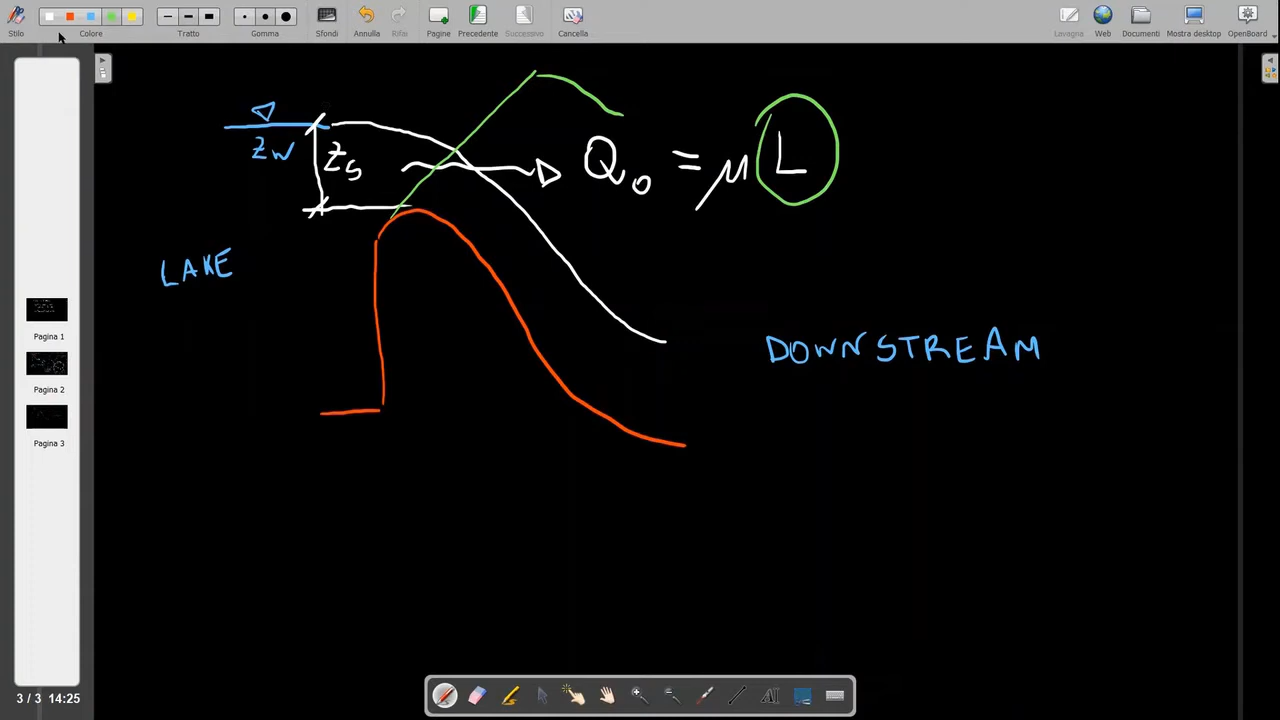 Stilo
Colore
Tratto
Gomma
Sfondi
Annulla
Rifai
Pagine
Precedente
Successivo
Cancella
Lavagna
Web
Documenti
Mostra desktop
OpenBoard
Zw
Zs
Q0 = μ L
LAKE
DOWNSTREAM
Pagina 1
Pagina 2
Pagina 3
3 / 3 14:25
AI